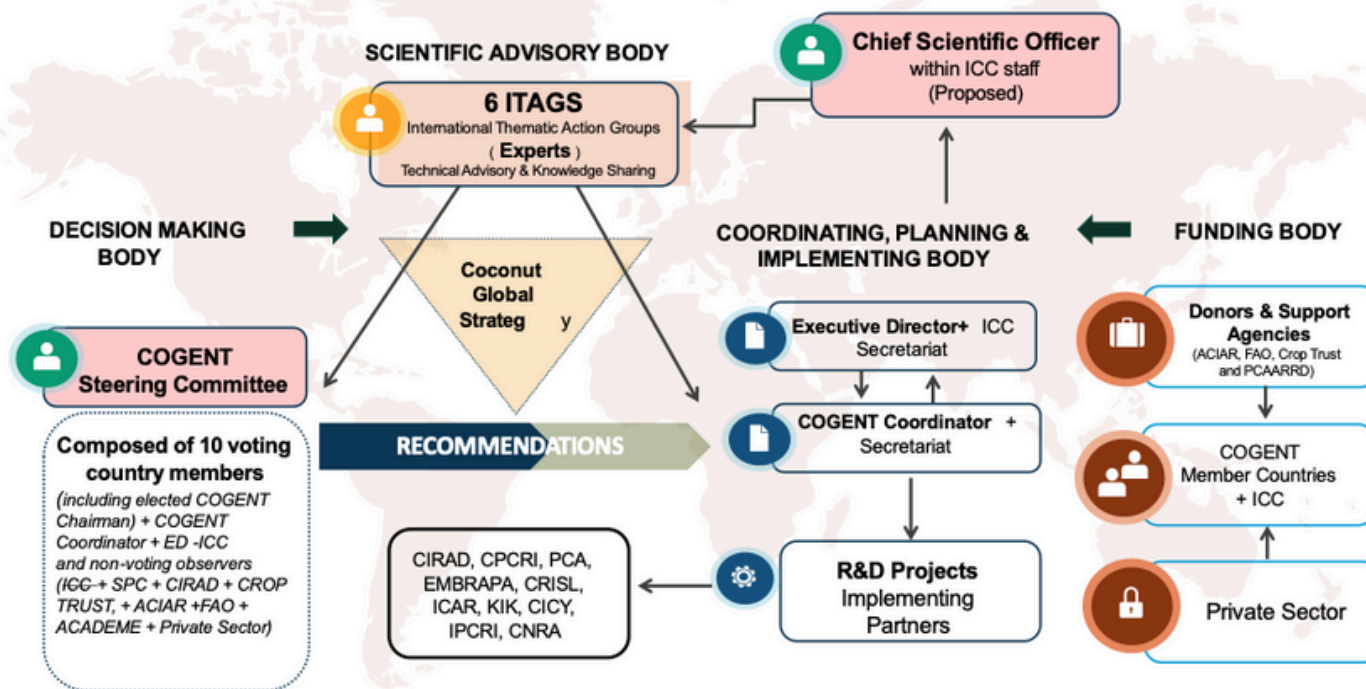 SCIENTIFIC ADVISORY BODY
6 ITAGS
International Thematic Action Groups
( Experts )
Technical Advisory & Knowledge Sharing
Chief Scientific Officer
within ICC staff
(Proposed)
DECISION MAKING
BODY
Coconut
Global
Strateg y
COORDINATING, PLANNING &
IMPLEMENTING BODY
FUNDING BODY
COGENT
Steering Committee
Composed of 10 voting
country members
(including elected COGENT
Chairman) + COGENT
Coordinator + ED -ICC
and non-voting observers
(ICC + SPC + CIRAD + CROP
TRUST, + ACIAR +FAO +
ACADEME + Private Sector)
RECOMMENDATIONS
Executive Director+ ICC
Secretariat
COGENT Coordinator +
Secretariat
CIRAD, CPCRI, PCA,
EMBRAPA, CRISL,
ICAR, KIK, CICY,
IPCRI, CNRA
R&D Projects
Implementing
Partners
Donors & Support
Agencies
(ACIAR, FAO, Crop Trust
and PCAARRD)
COGENT
Member Countries
+ ICC
Private Sector